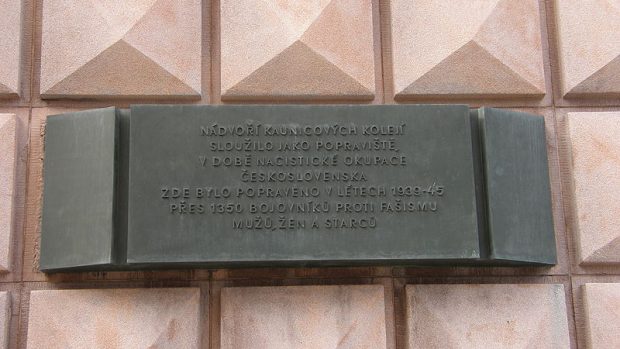 NÁDVOŘÍ KAUNICOVÝCH KOLEJÍ
SLOUŽILO JAKO POPRAVIŠTĚ
V DOBĚ NACISTICKÉ OKUPACE
ČESKOSLOVENSKA
ZDE BYLO POPRAVENO V LÉTECH 1939-45
PŘES 1350 BOJOVNÍKŮ PROTI FAŠISMU
MUŽŮ, ŽEN A STARCŮ